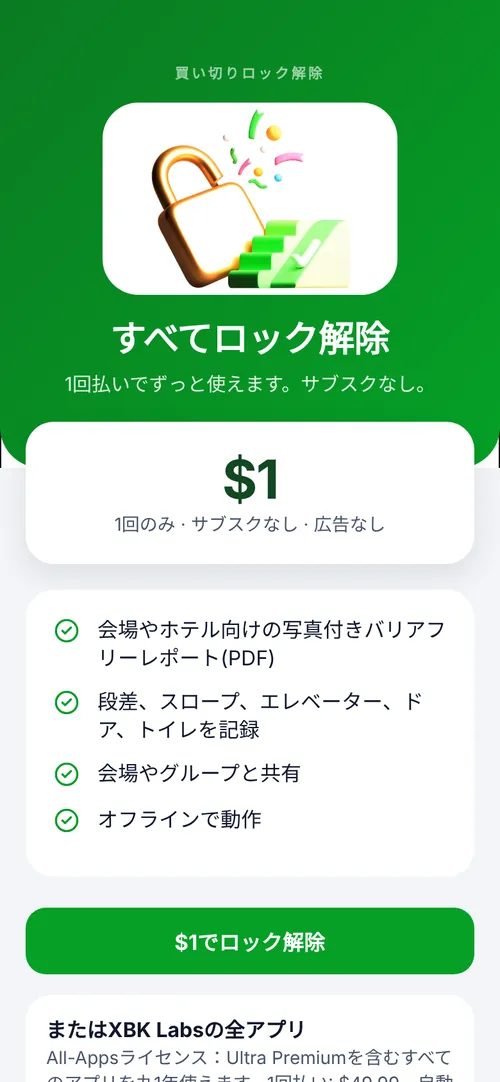 買い切りロック解除
すべてロック解除
1回払いでずっと使えます。サブスクなし。
$1
1回のみ · サブスクなし · 広告なし
会場やホテル向けの写真付きバリアフ
リーレポート(PDF)
段差、スロープ、エレベーター、ド
ア、トイレを記録
会場やグループと共有
オフラインで動作
$1でロック解除
またはXBK Labsの全アプリ
All-Appsライセンス：Ultra Premiumを含むすべて